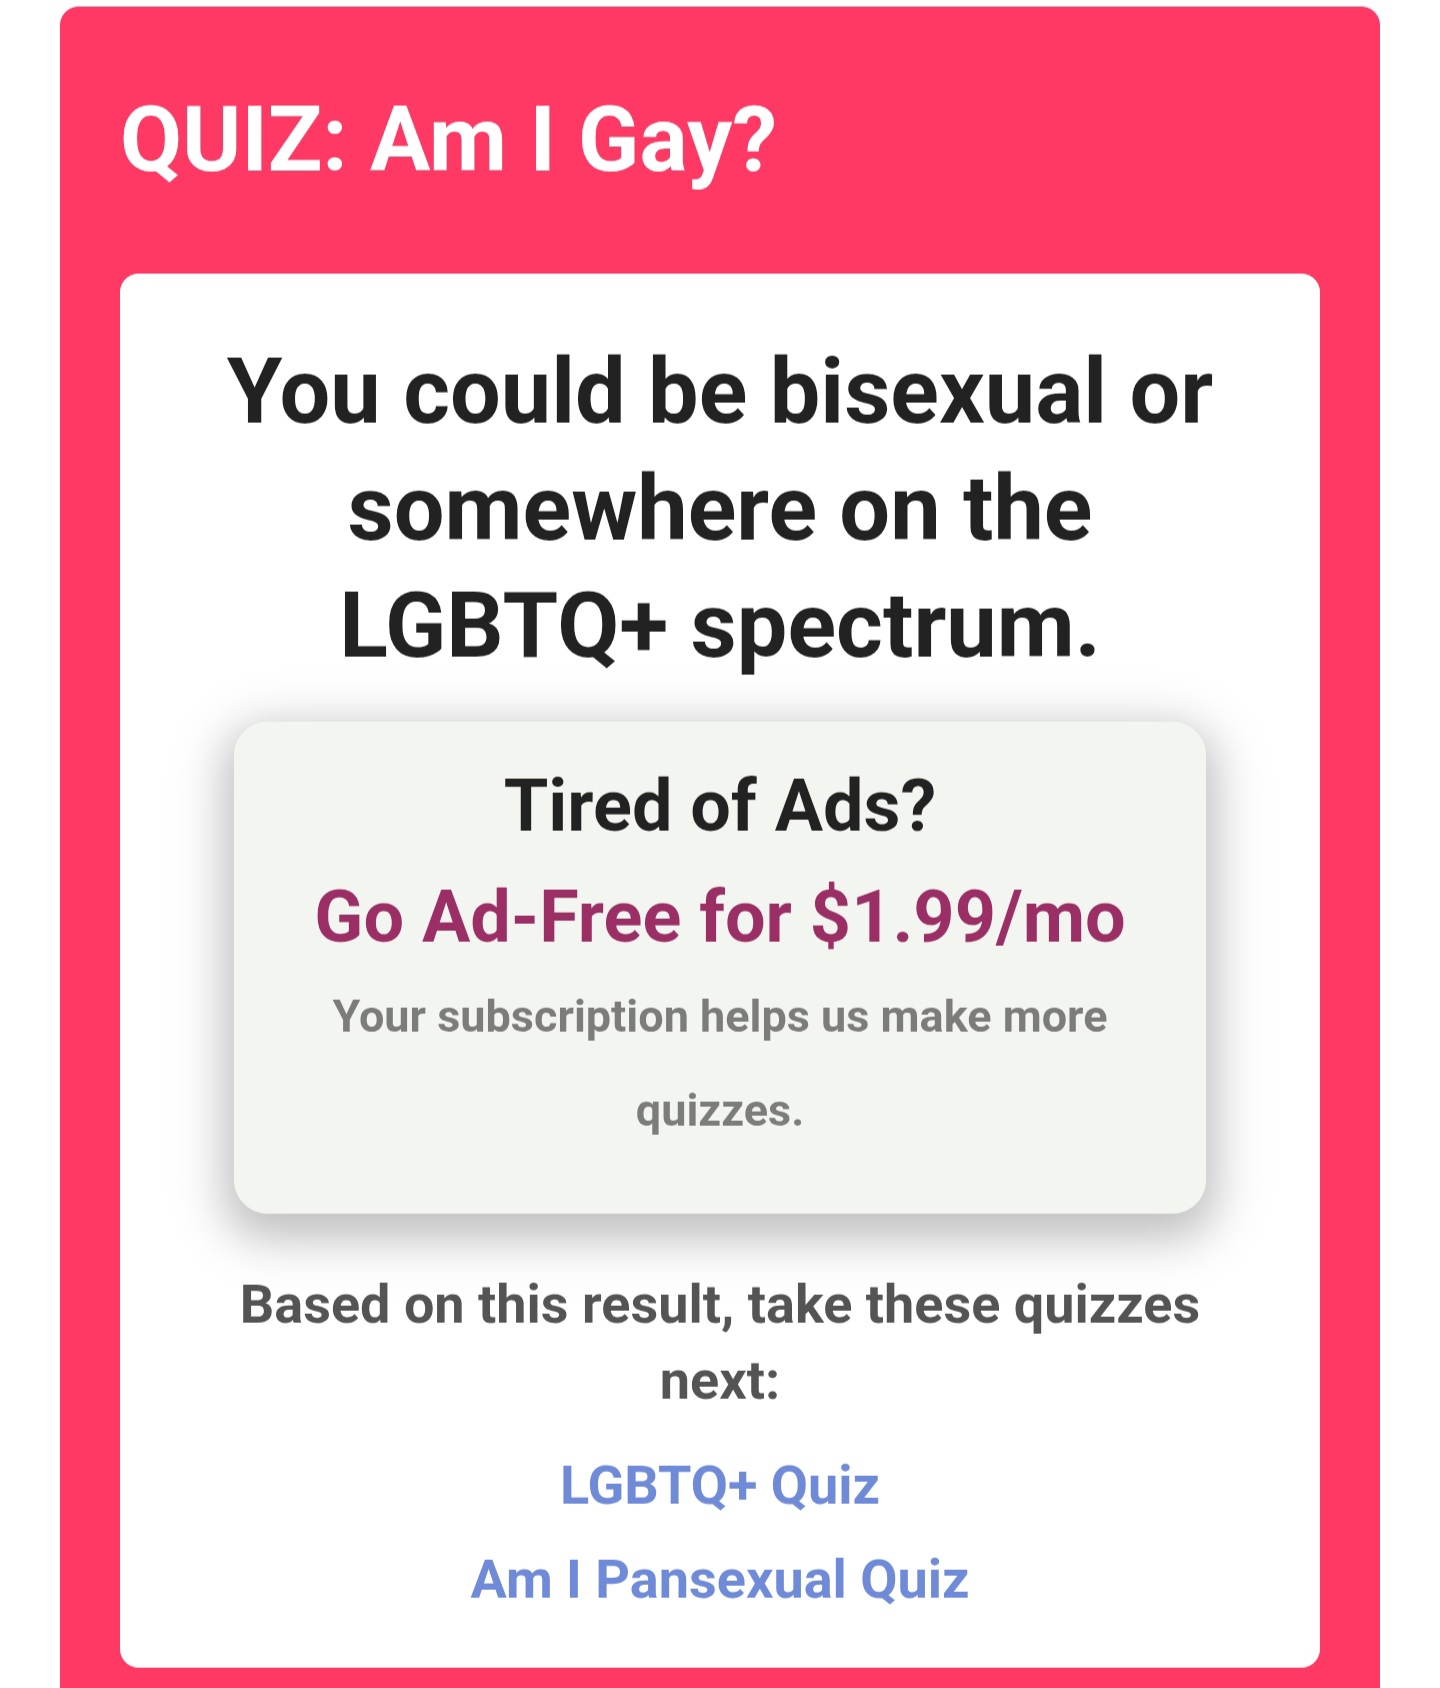 QUIZ: Am I Gay?
You could be bisexual or
somewhere on the
LGBTQ+ spectrum.
Tired of Ads?
Go Ad-Free for $1.99/mo
Your subscription helps us make more
quizzes.
Based on this result, take these quizzes
next:
LGBTQ+ Quiz
Am I Pansexual Quiz